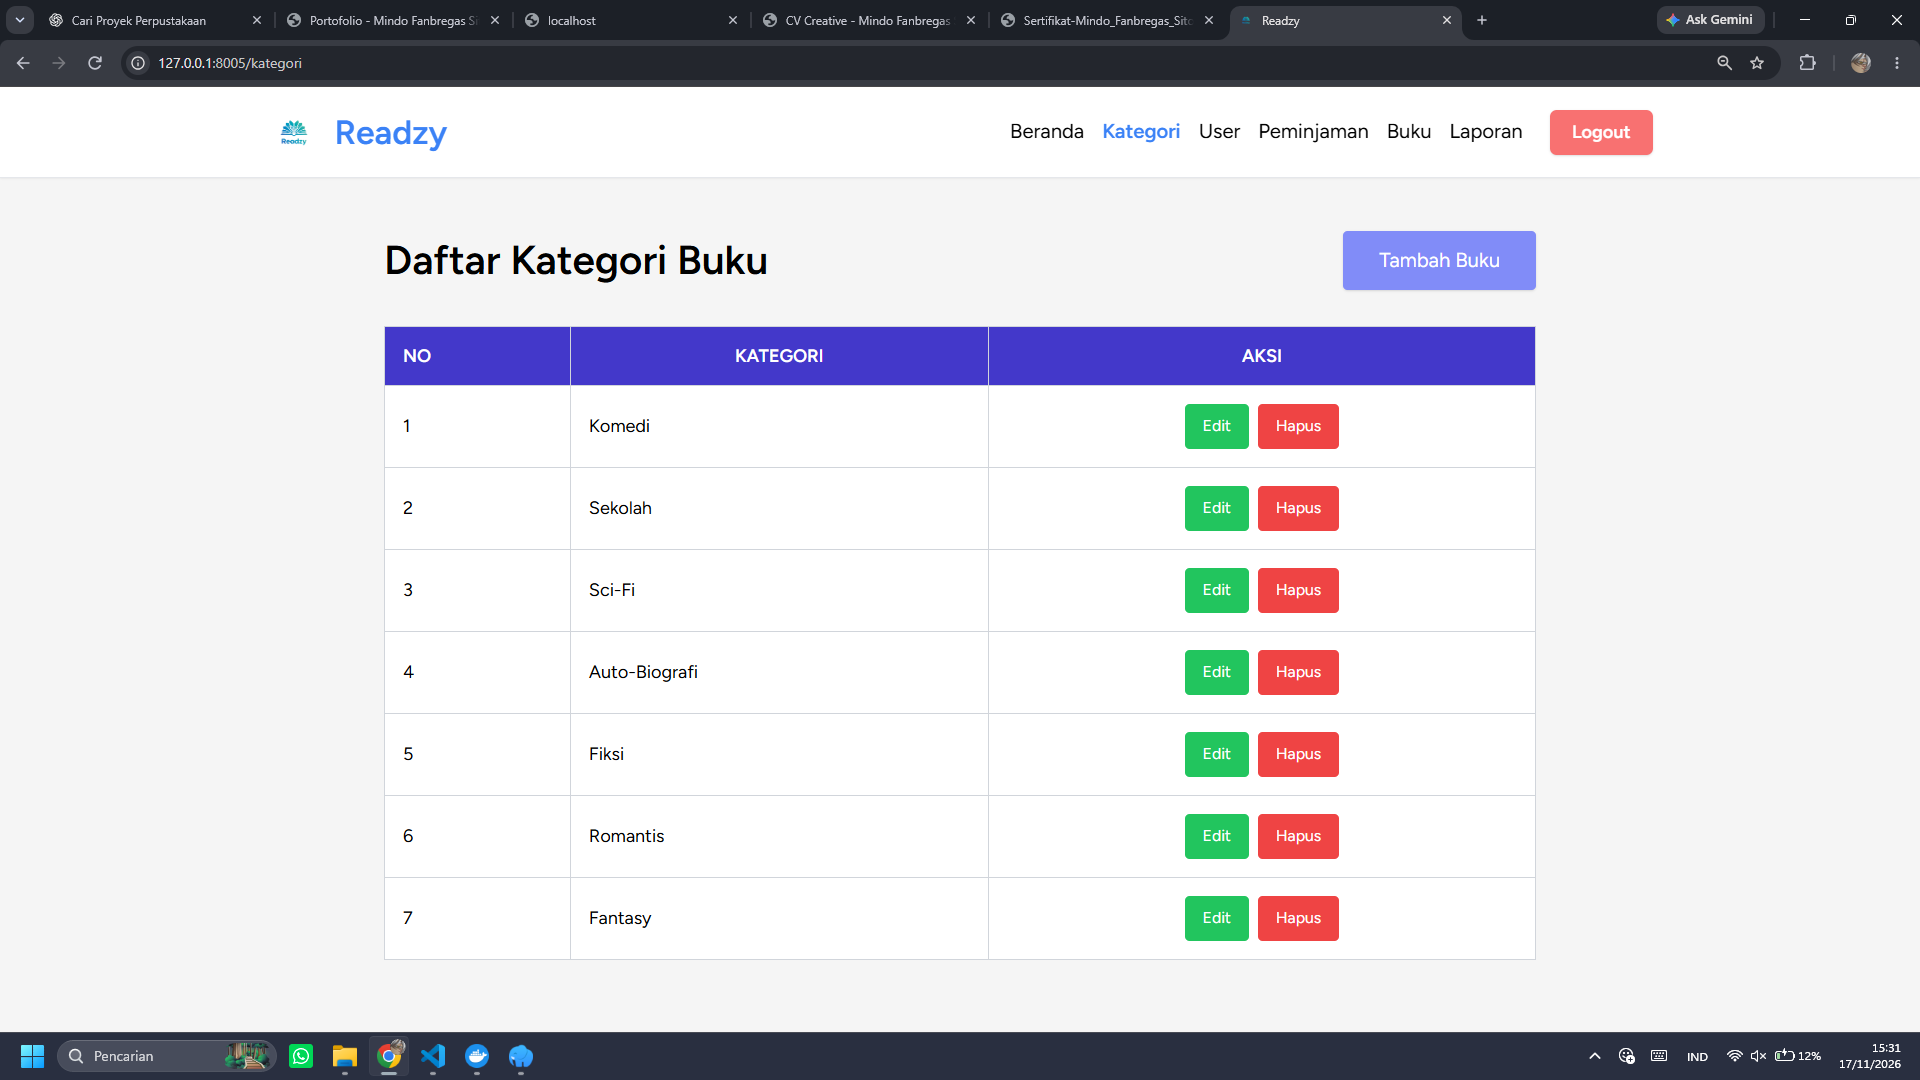 Cari Proyek Perpustakaan
Portofolio - Mindo Fanbregas Si
localhost
CV Creative - Mindo Fanbregas
Sertifikat-Mindo_Fanbregas_Sito
Readzy
Ask Gemini
127.0.0.1:8005/kategori
Readzy
Readzy
Beranda Kategori User Peminjaman Buku Laporan Logout
Daftar Kategori Buku
Tambah Buku
NO KATEGORI AKSI
1 Komedi Edit Hapus
2 Sekolah Edit Hapus
3 Sci-Fi Edit Hapus
4 Auto-Biografi Edit Hapus
5 Fiksi Edit Hapus
6 Romantis Edit Hapus
7 Fantasy Edit Hapus
Pencarian
IND
12%
15:31
17/11/2026